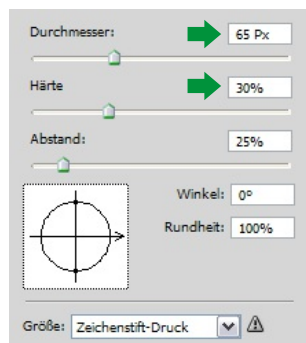 Durchmesser: 65 Px
Härte 30%
Abstand: 25%
Winkel: 0°
Rundheit: 100%
Größe: Zeichenstift-Druck